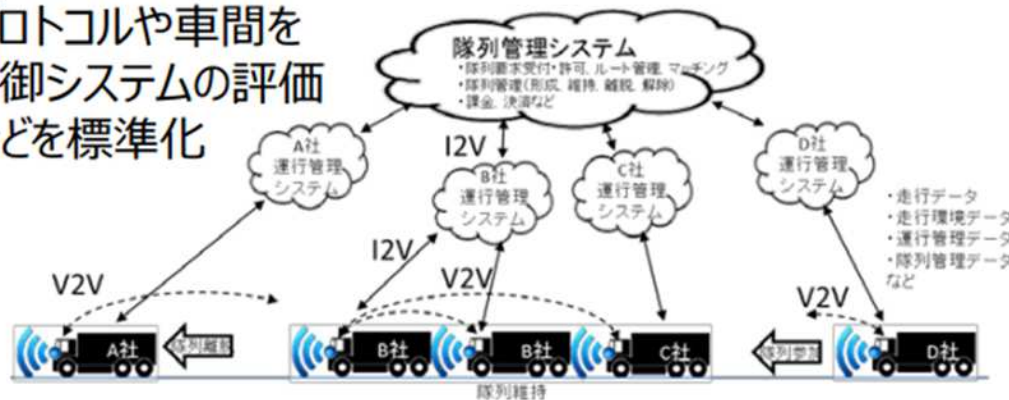 ロトコルや車間を
御システムの評価
どを標準化
隊列管理システム
・隊列要求受付・許可、ルート管理、マッチング
・隊列管理(形成、維持、離脱、解除)
・課金、決済など
A社
運行管理
システム
I2V
B社
運行管理
システム
C社
運行管理
システム
D社
運行管理
システム
・走行データ
・走行環境データ
・運行管理データ
・隊列管理データ
など
I2V
V2V
V2V
V2V
A社
隊列離脱
B社
B社
C社
隊列参加
D社
隊列維持